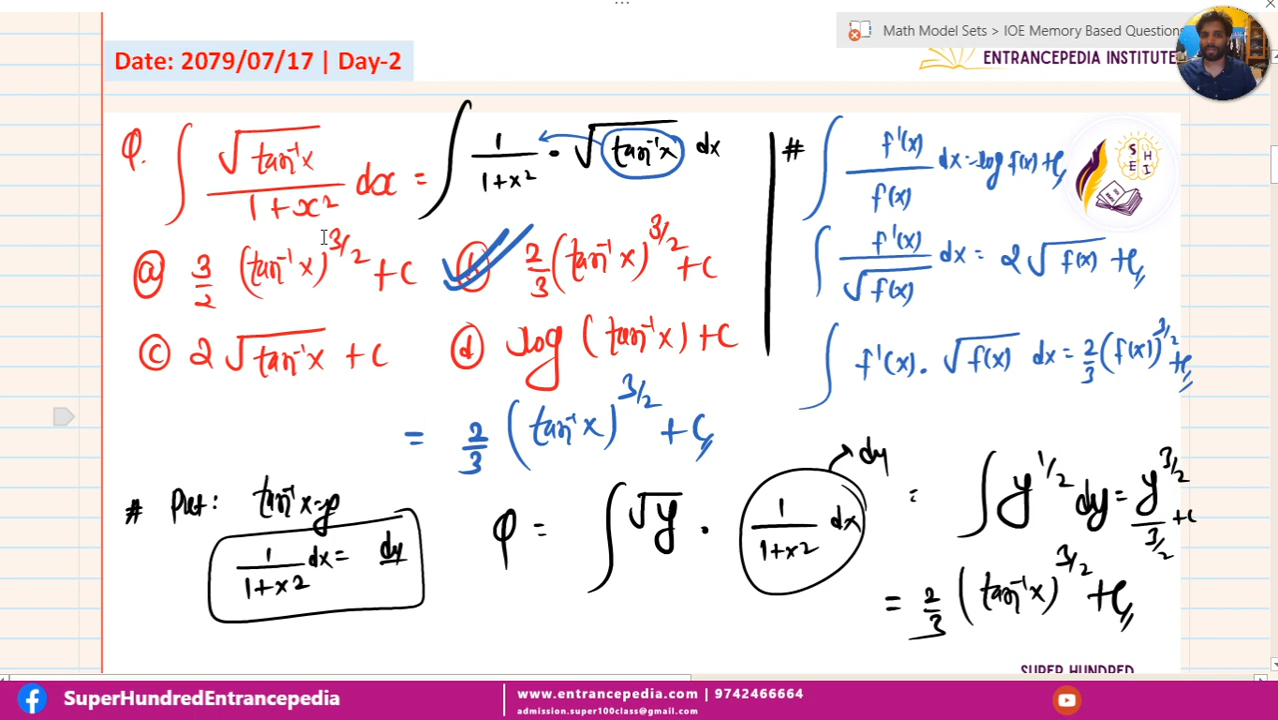 ...
Math Model Sets > IOE Memory Based Questions
Date: 2079/07/17 | Day-2
ENTRANCEPEDIA INSTITUTE
Q. ∫ √(tan⁻¹x) / (1+x²) dx = ∫ 1/(1+x²) · √(tan⁻¹x) dx
(a) 3/2 (tan⁻¹x)^3/2 + C
(b) 2/3 (tan⁻¹x)^3/2 + C
(c) 2√(tan⁻¹x) + C
(d) log (tan⁻¹x) + C
= 2/3 (tan⁻¹x)^3/2 + C,,
# ∫ f'(x)/f(x) dx = log f(x) + C,,
∫ f'(x)/√f(x) dx = 2√f(x) + C,,
∫ f'(x). √f(x) dx = 2/3 (f(x))^3/2 + C,,
S H
E I
# Put: tan⁻¹x = y
1/(1+x²) dx = dy
Q = ∫ √y · 1/(1+x²) dx → dy
= ∫ y^1/2 dy = y^3/2 / 3/2 + C
= 2/3 (tan⁻¹x)^3/2 + C,,
SUPER HUNDRED
SuperHundredEntrancepedia
www.entrancepedia.com | 9742466664
admission.super100class@gmail.com